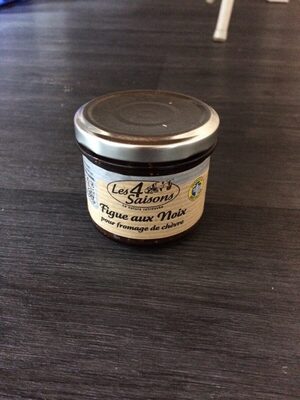 Les 4
Saisons
Figue aux Noix
pour fromage de chèvre